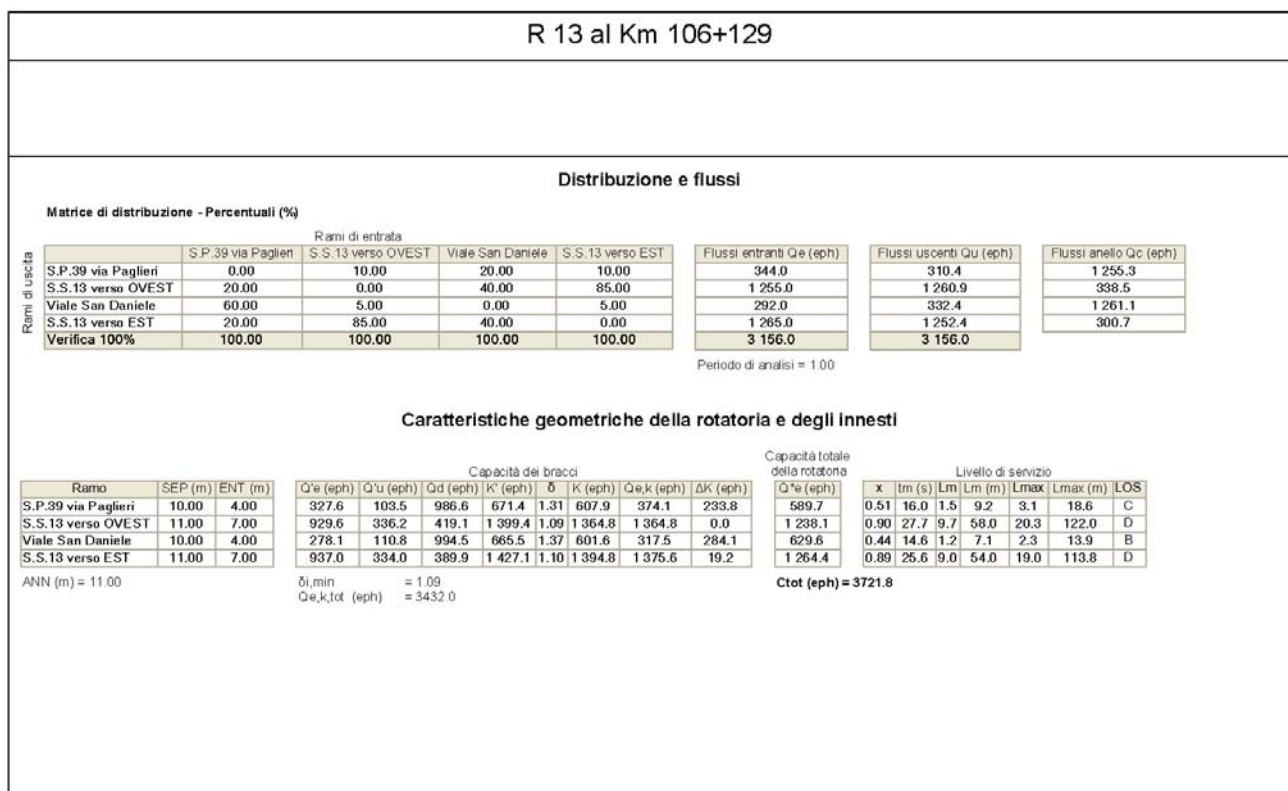 R 13 al Km 106+129
Distribuzione e flussi
Matrice di distribuzione - Percentuali (%)
Rami di entrata
Rami di uscita
S.P.39 via Paglieri S.S.13 verso OVEST Viale San Daniele S.S.13 verso EST Flussi entranti Qe (eph) Flussi uscenti Qu (eph) Flussi anello Qc (eph)
S.P.39 via Paglieri 0.00 10.00 20.00 10.00 344.0 310.4 1 255.3
S.S.13 verso OVEST 20.00 0.00 40.00 85.00 1 255.0 1 260.9 338.5
Viale San Daniele 60.00 5.00 0.00 5.00 292.0 332.4 1 261.1
S.S.13 verso EST 20.00 85.00 40.00 0.00 1 265.0 1 252.4 300.7
Verifica 100% 100.00 100.00 100.00 100.00 3 156.0 3 156.0
Periodo di analisi = 1.00
Caratteristiche geometriche della rotatoria e degli innesti
Capacità dei bracci
Capacità totale
della rotatoria
Livello di servizio
Ramo SEP (m) ENT (m) Q'e (eph) Q'u (eph) Qd (eph) K' (eph) δ K (eph) Qe,k (eph) ΔK (eph) Q*e (eph) x tm (s) Lm Lm (m) Lmax Lmax (m) LOS
S.P.39 via Paglieri 10.00 4.00 327.6 103.5 986.6 671.4 1.31 607.9 374.1 233.8 589.7 0.51 16.0 1.5 9.2 3.1 18.6 C
S.S.13 verso OVEST 11.00 7.00 929.6 336.2 419.1 1 399.4 1.09 1 364.8 1 364.8 0.0 1 238.1 0.90 27.7 9.7 58.0 20.3 122.0 D
Viale San Daniele 10.00 4.00 278.1 110.8 994.5 665.5 1.37 601.6 317.5 284.1 629.6 0.44 14.6 1.2 7.1 2.3 13.9 B
S.S.13 verso EST 11.00 7.00 937.0 334.0 389.9 1 427.1 1.10 1 394.8 1 375.6 19.2 1 264.4 0.89 25.6 9.0 54.0 19.0 113.8 D
ANN (m) = 11.00 δi,min = 1.09 Ctot (eph) = 3721.8
Qe,k,tot (eph) = 3432.0